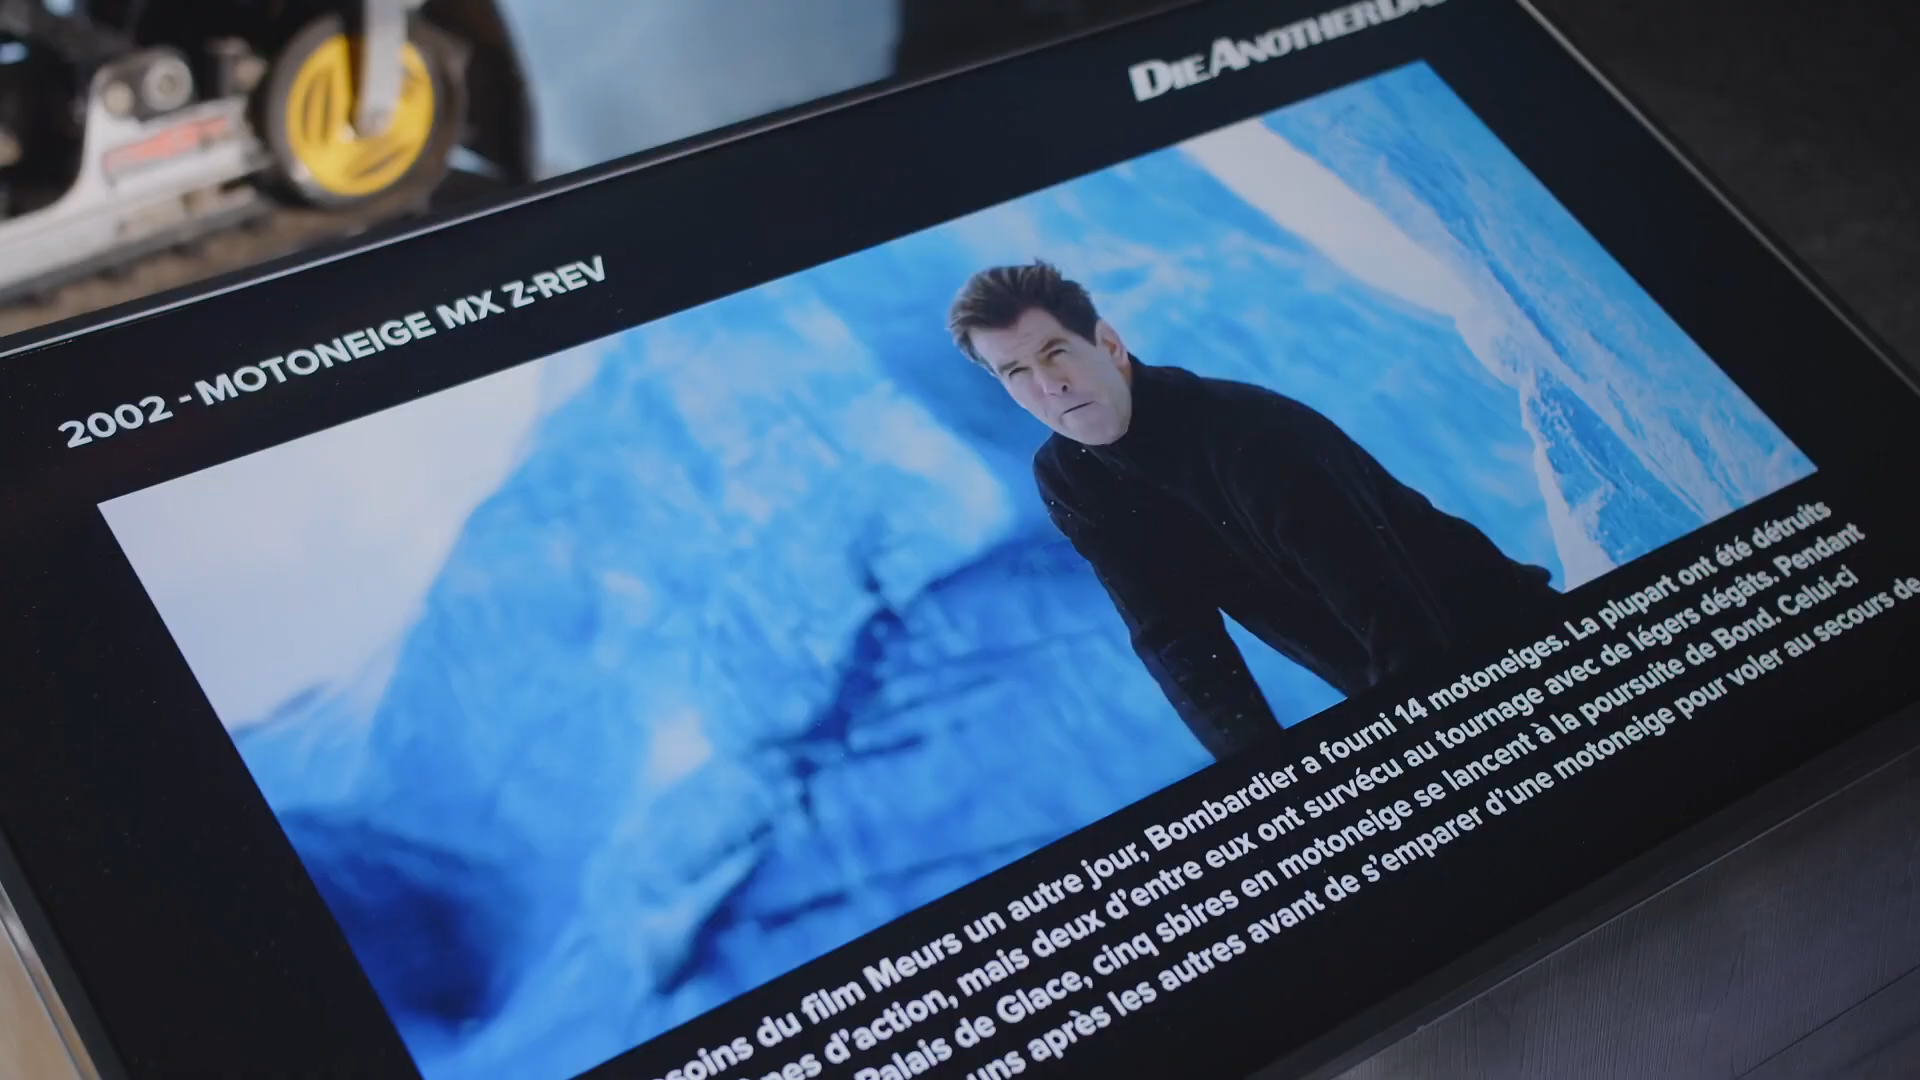 DIE ANOTHER
2002 - MOTONEIGE MX Z-REV
soins du film Meurs un autre jour, Bombardier a fourni 14 motoneiges. La plupart ont été détruits
d'action, mais deux d'entre eux ont survécu au tournage avec de légers dégâts. Pendant
Palais de Glace, cinq sbires en motoneige se lancent à la poursuite de Bond. Celui-ci
uns après les autres avant de s'emparer d'une motoneige pour voler au secours de